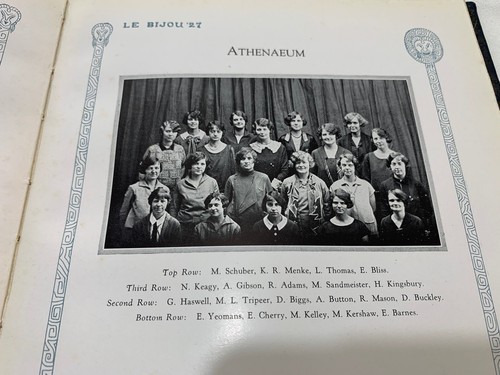 LE BIJOU '27
ATHENAEUM
Top Row: M. Schuber, K. R. Menke, L. Thomas, E. Bliss.
Third Row: N. Keagy, A. Gibson, R. Adams, M. Sandmeister, H. Kingsbury.
Second Row: G. Haswell, M. L. Tripeer, D. Biggs, A. Button, R. Mason, D. Buckley.
Bottom Row: E. Yeomans, E. Cherry, M. Kelley, M. Kershaw, E. Barnes.